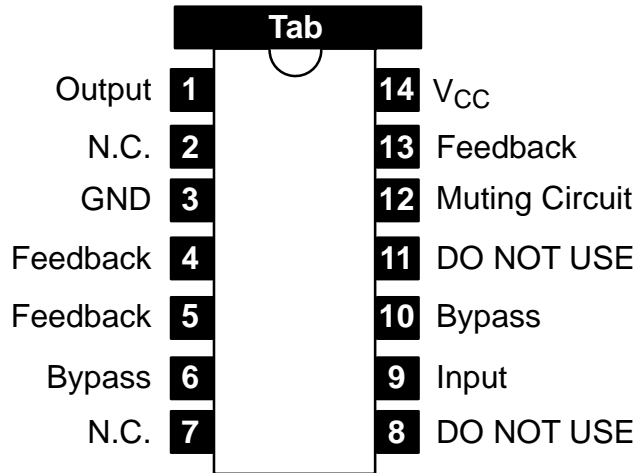 Tab
Output 1 14 VCC
N.C. 2 13 Feedback
GND 3 12 Muting Circuit
Feedback 4 11 DO NOT USE
Feedback 5 10 Bypass
Bypass 6 9 Input
N.C. 7 8 DO NOT USE